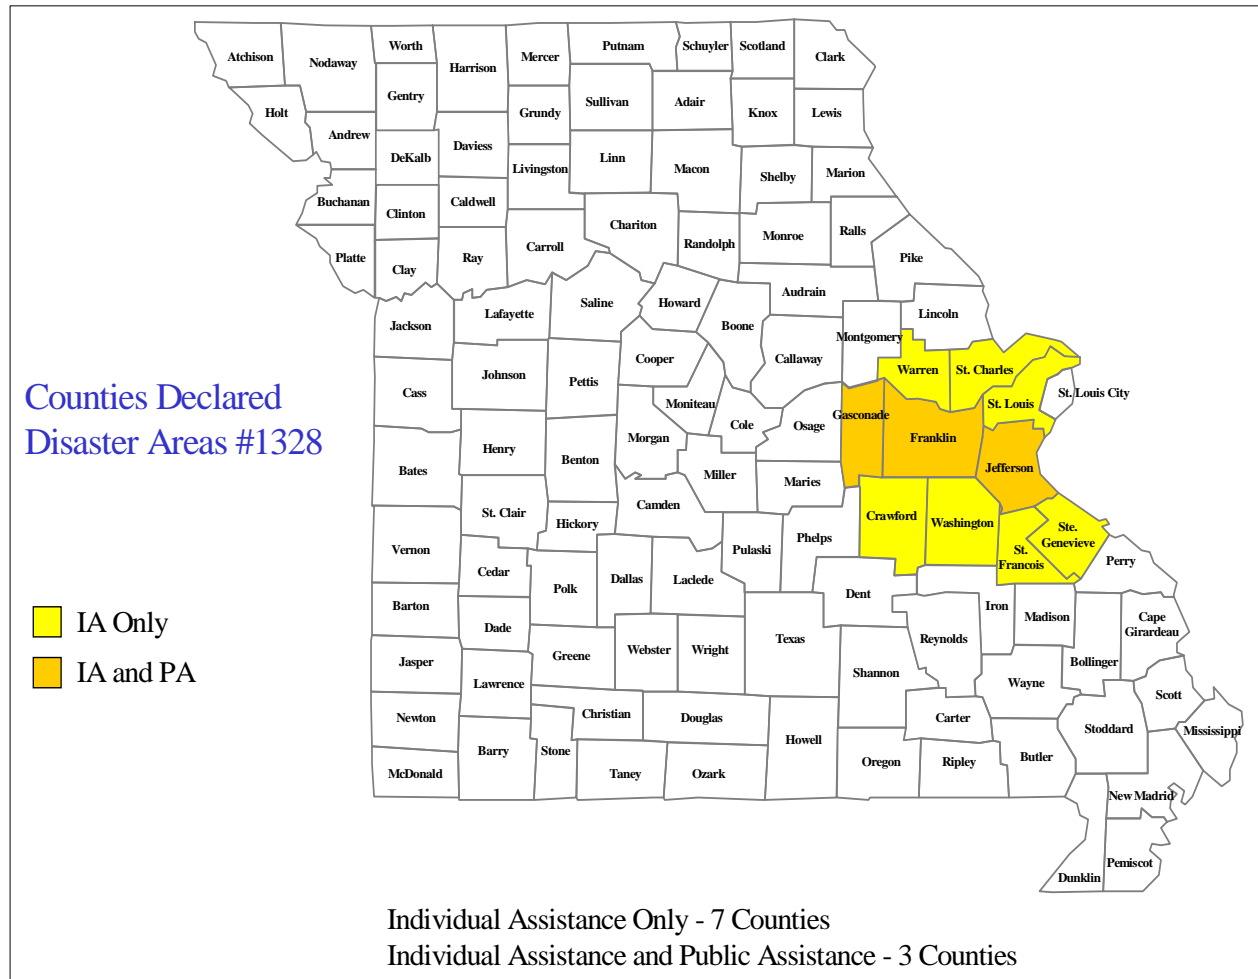 Atchison
Nodaway
Worth
Harrison
Mercer
Putnam
Schuyler
Scotland
Clark
Holt
Gentry
Grundy
Sullivan
Adair
Knox
Lewis
Andrew
DeKalb
Daviess
Livingston
Linn
Macon
Shelby
Marion
Buchanan
Clinton
Caldwell
Carroll
Chariton
Randolph
Monroe
Ralls
Pike
Platte
Clay
Ray
Jackson
Lafayette
Saline
Howard
Boone
Audrain
Callaway
Montgomery
Lincoln
Warren
St. Charles
St. Louis
St. Louis City
Cass
Johnson
Pettis
Cooper
Moniteau
Cole
Osage
Gasconade
Franklin
Jefferson
Counties Declared
Disaster Areas #1328
Bates
Henry
Benton
Morgan
Miller
Maries
Camden
St. Clair
Hickory
Vernon
Cedar
Polk
Dallas
Laclede
Pulaski
Phelps
Crawford
Washington
St.
Francois
Ste.
Genevieve
Perry
Dent
Iron
Madison
Cape
Girardeau
Bollinger
Reynolds
IA Only
IA and PA
Barton
Dade
Jasper
Lawrence
Greene
Webster
Wright
Texas
Shannon
Wayne
Scott
Mississippi
Stoddard
Newton
McDonald
Barry
Stone
Christian
Taney
Douglas
Ozark
Howell
Oregon
Carter
Ripley
Butler
New Madrid
Pemiscot
Dunklin
Individual Assistance Only - 7 Counties
Individual Assistance and Public Assistance - 3 Counties